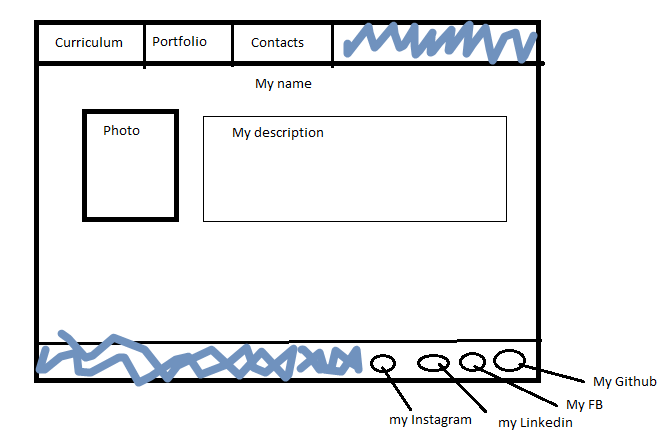 Curriculum
Portfolio
Contacts
My name
Photo
My description
My Github
My FB
my Instagram
my Linkedin